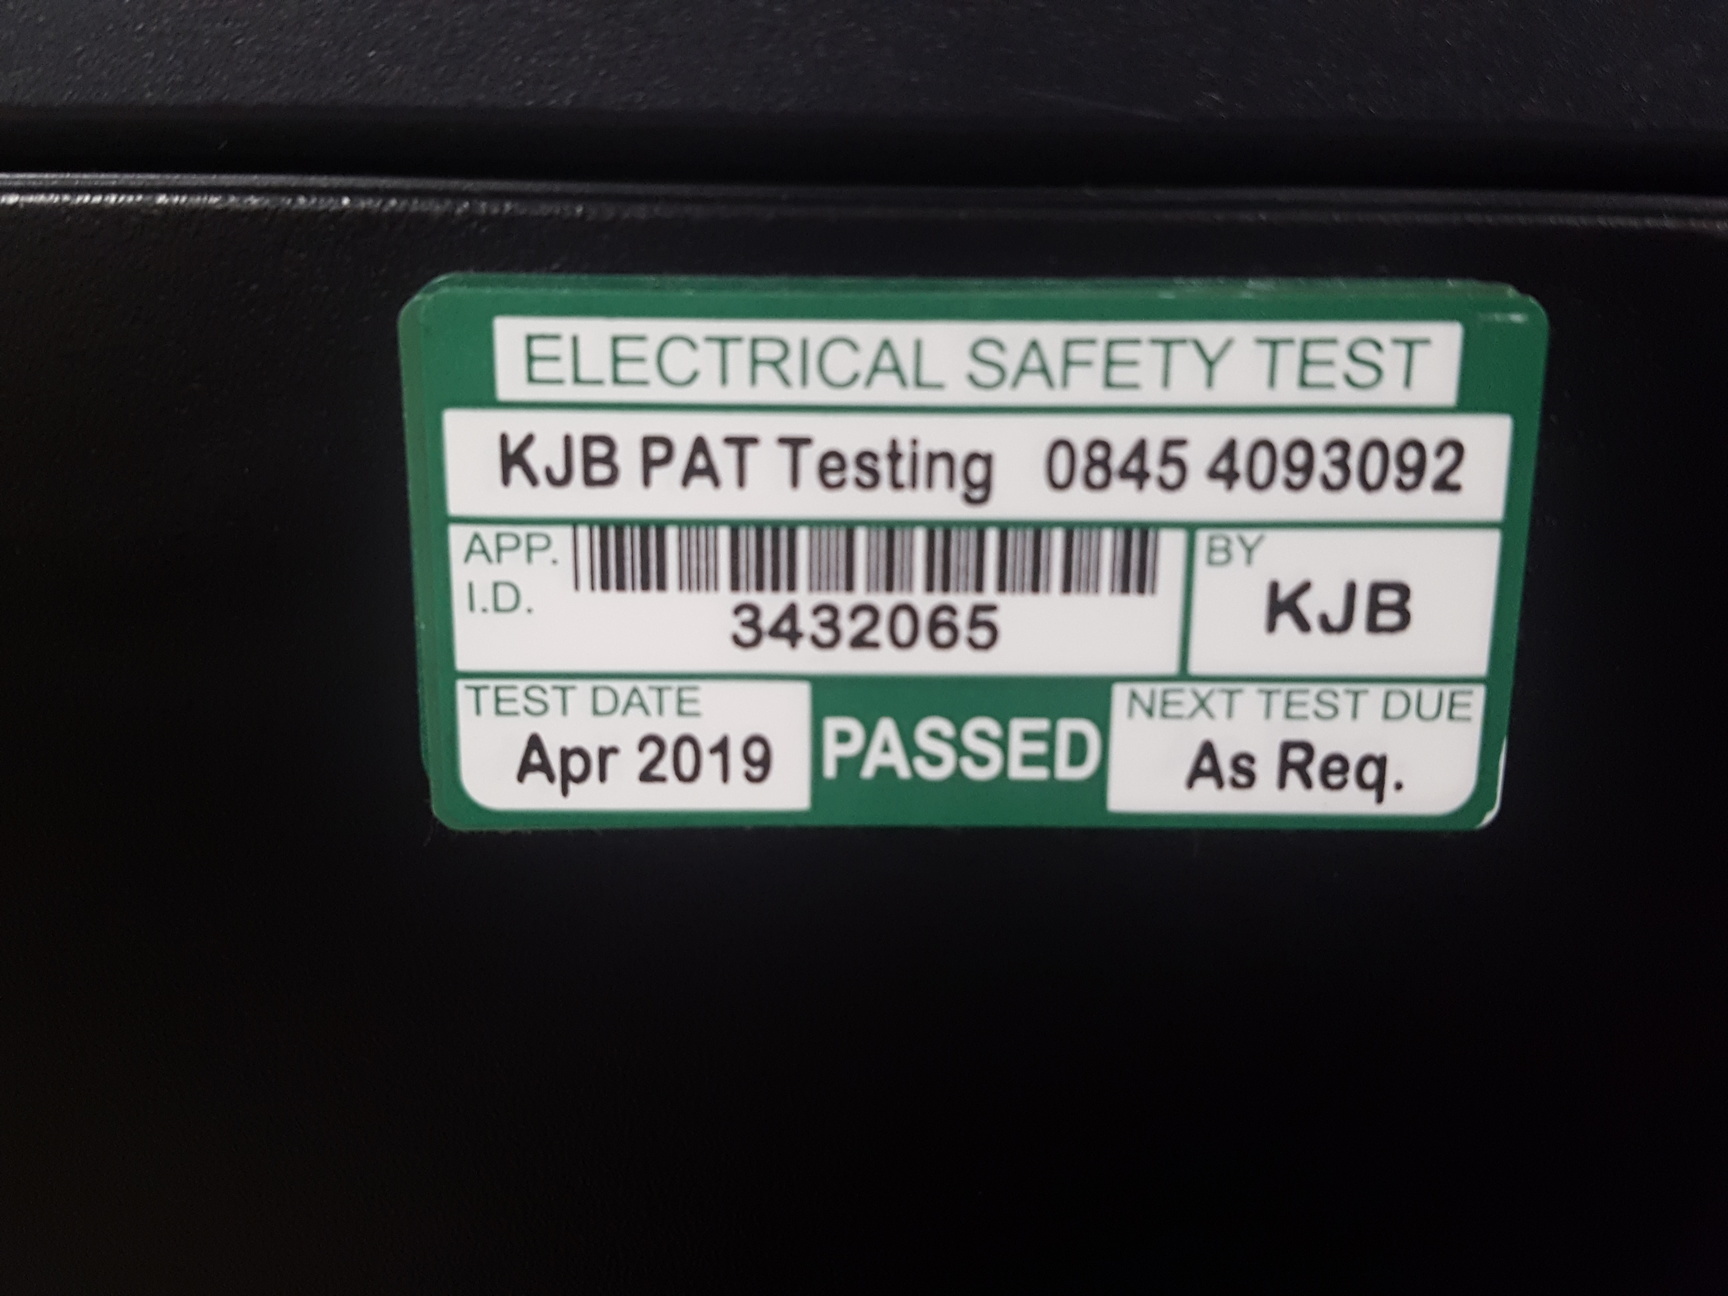 ELECTRICAL SAFETY TEST
KJB PAT Testing 0845 4093092
APP. I.D.
3432065
BY
KJB
TEST DATE
Apr 2019
PASSED
NEXT TEST DUE
As Req.